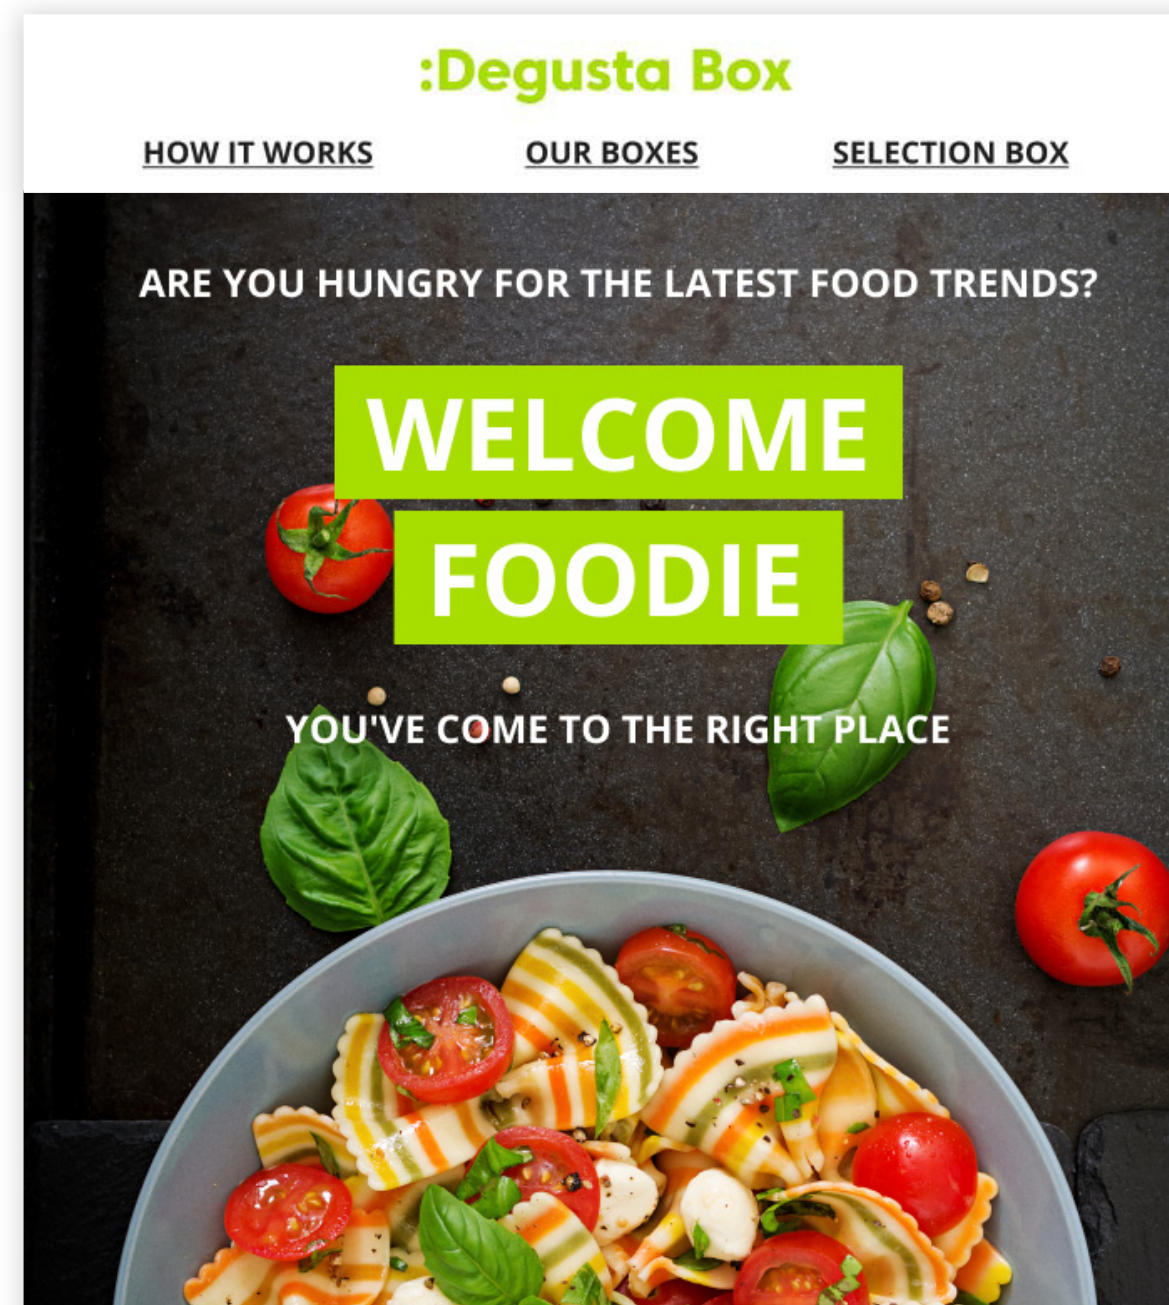 :Degusta Box
HOW IT WORKS OUR BOXES SELECTION BOX
ARE YOU HUNGRY FOR THE LATEST FOOD TRENDS?
WELCOME
FOODIE
YOU'VE COME TO THE RIGHT PLACE